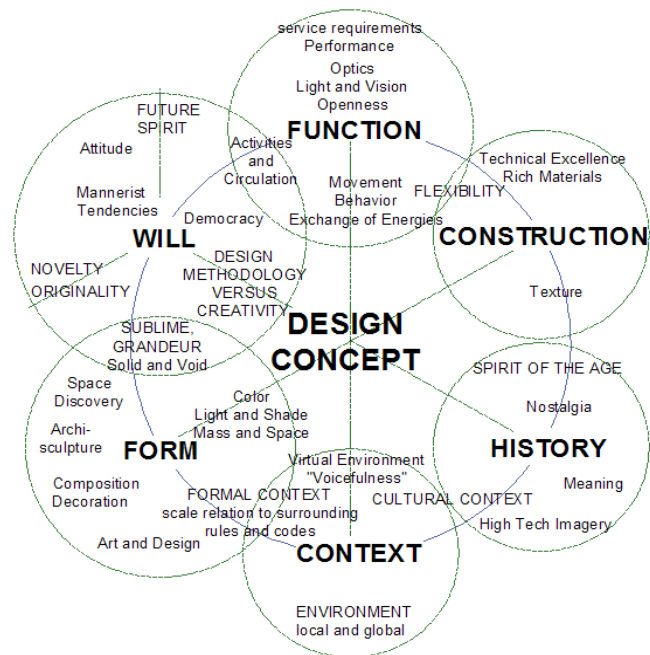 service requirements
Performance
Optics
Light and Vision
Openness
FUNCTION
Movement
Behavior
Exchange of Energies
FUTURE
SPIRIT
Attitude
Activities
and
Circulation
Mannerist
Tendencies
Democracy
WILL
NOVELTY
ORIGINALITY
DESIGN
METHODOLOGY
VERSUS
CREATIVITY
FLEXIBILITY
Technical Excellence
Rich Materials
CONSTRUCTION
Texture
DESIGN
CONCEPT
SUBLIME,
GRANDEUR
Solid and Void
Space
Discovery
Color
Light and Shade
Mass and Space
Archi-
sculpture
FORM
Composition
Decoration
Art and Design
FORMAL CONTEXT
scale relation to surrounding
rules and codes
SPIRIT OF THE AGE
Nostalgia
HISTORY
Meaning
High Tech Imagery
Virtual Environment
"Voicefulness"
CULTURAL CONTEXT
CONTEXT
ENVIRONMENT
local and global